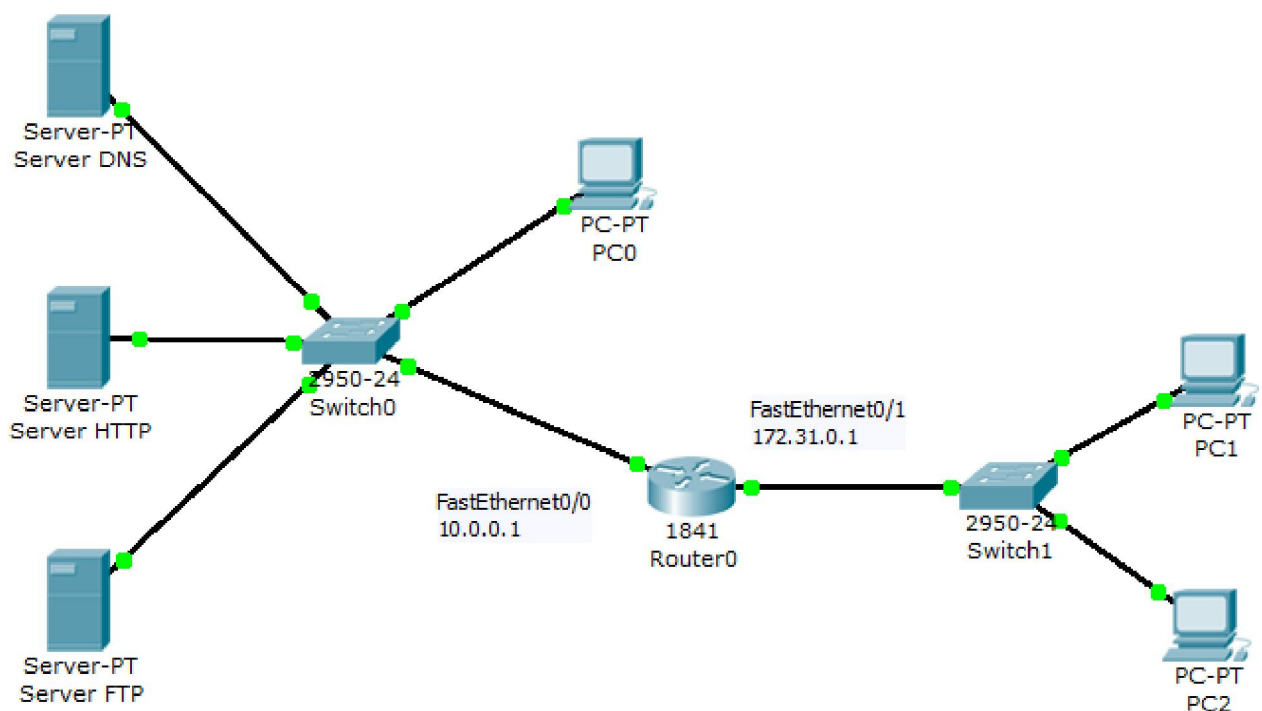 Server-PT
Server DNS
PC-PT
PC0
Server-PT
Server HTTP
2950-24
Switch0
FastEthernet0/1
172.31.0.1
PC-PT
PC1
FastEthernet0/0
10.0.0.1
1841
Router0
2950-24
Switch1
Server-PT
Server FTP
PC-PT
PC2